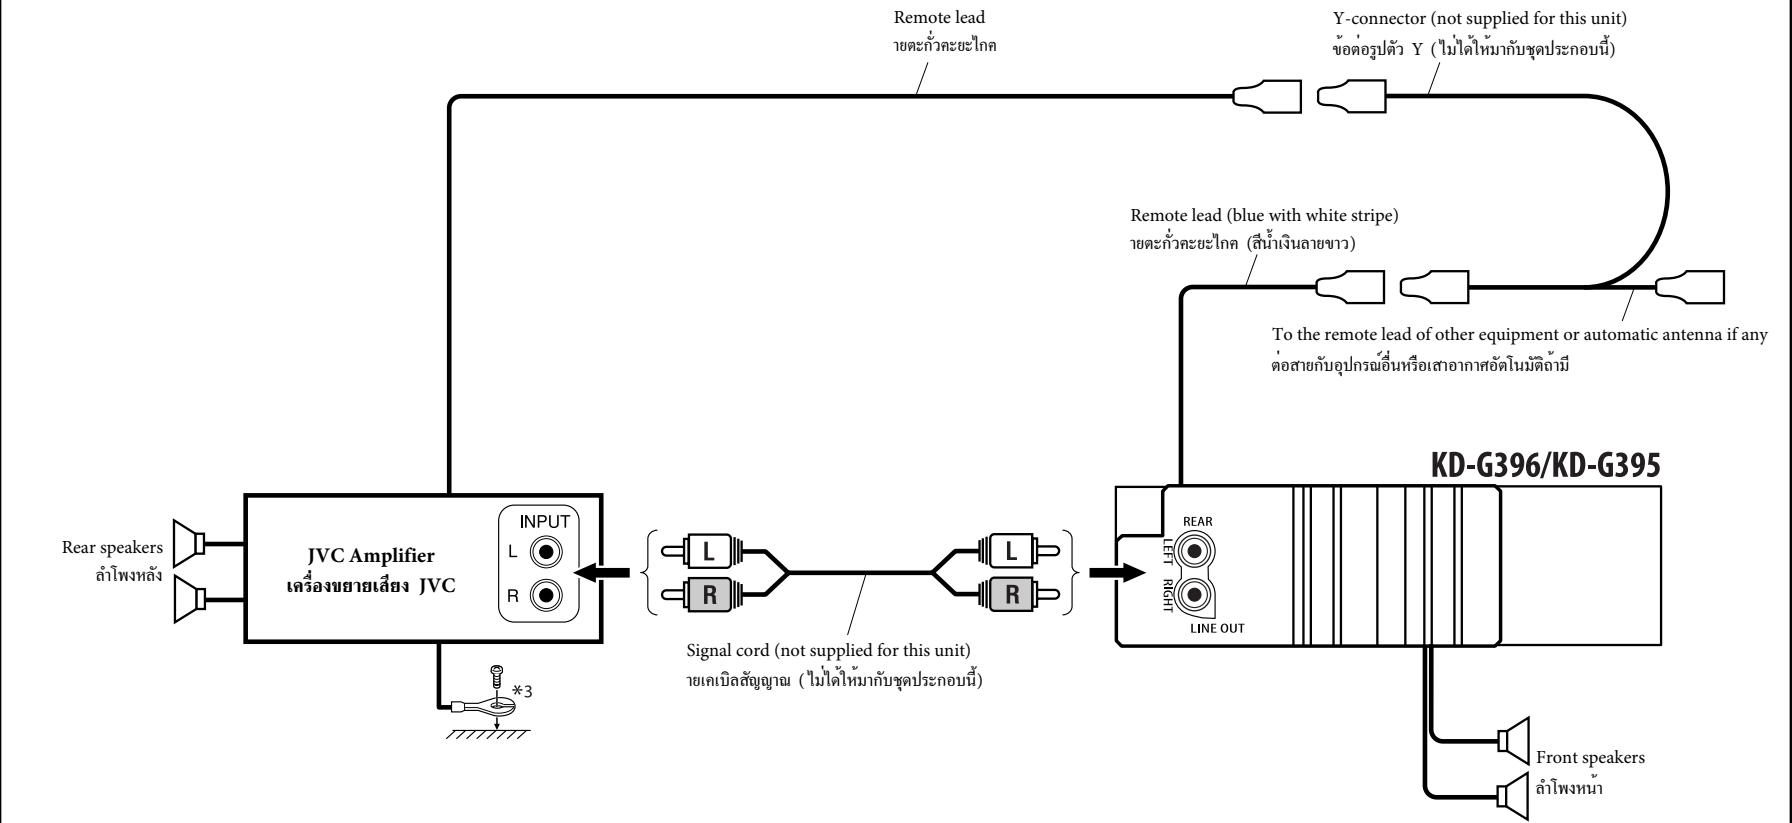 Remote lead
ายตะกั่วคะยะไกค
Y-connector (not supplied for this unit)
ข้อต่อรูปตัว Y (ไม่ได้ให้มากับชุดประกอบนี้)
Remote lead (blue with white stripe)
ายตะกั่วคะยะไกค (สีน้ำเงินลายขาว)
To the remote lead of other equipment or automatic antenna if any
ต่อสายกับอุปกรณ์อื่นหรือเสาอากาศอัตโนมัติถ้ามี
KD-G396/KD-G395
Rear speakers
ลำโพงหลัง
JVC Amplifier
เครื่องขยายเสียง JVC
INPUT
L
R
L
R
L
R
REAR
LEFT
RIGHT
LINE OUT
Signal cord (not supplied for this unit)
ายเคเบิลสัญญาณ (ไม่ได้ให้มากับชุดประกอบนี้)
*3
Front speakers
ลำโพงหน้า